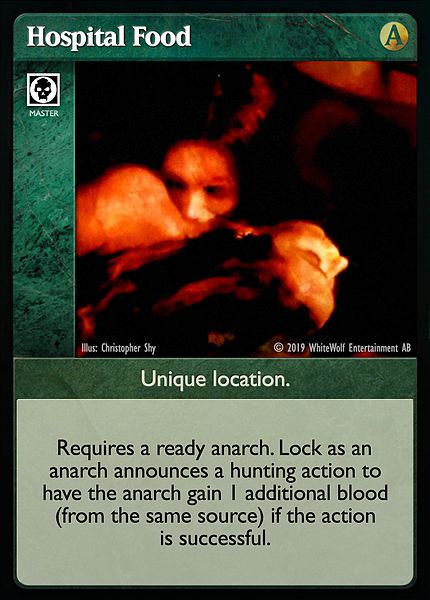 Hospital Food
A
MASTER
Illus: Christopher Shy
© 2019 WhiteWolf Entertainment AB
Unique location.
Requires a ready anarch. Lock as an
anarch announces a hunting action to
have the anarch gain 1 additional blood
(from the same source) if the action
is successful.